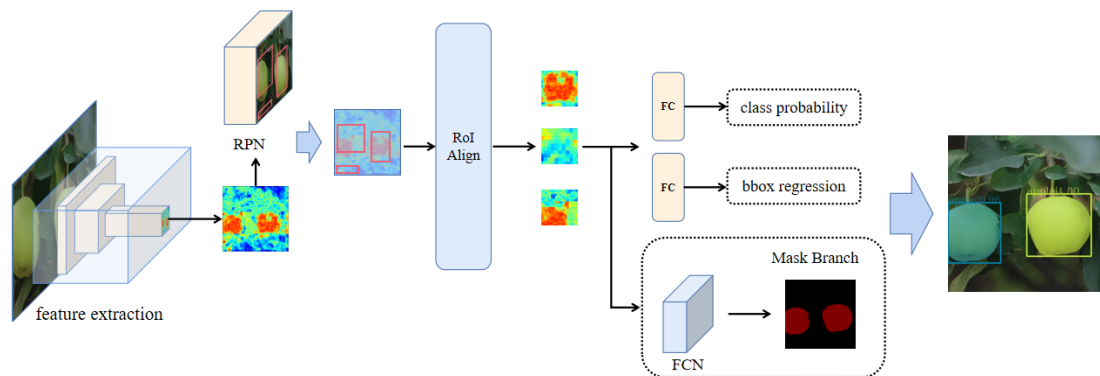 RPN
RoI
Align
FC
class probability
FC
bbox regression
Mask Branch
FCN
feature extraction